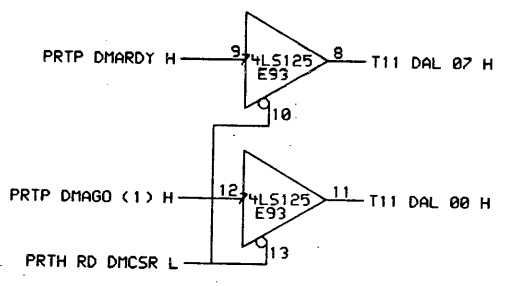 PRTP DMARDY H 9 74LS125 8 T11 DAL 07 H
E93
10
PRTP DMAGO (1) H 12 74LS125 11 T11 DAL 00 H
E93
13
PRTH RD DMCSR L